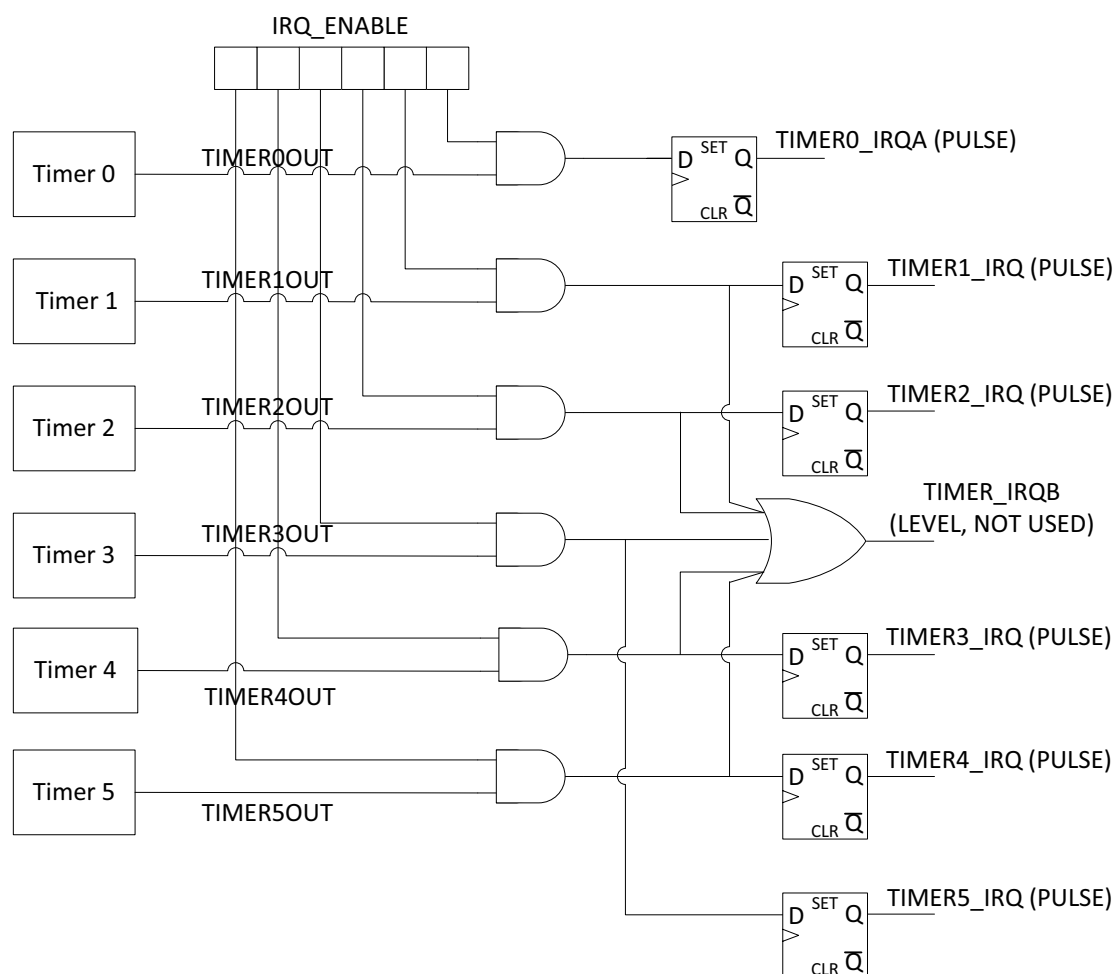 IRQ_ENABLE
Timer 0
TIMER0OUT
D SET Q
CLR Q̅
TIMER0_IRQA (PULSE)
Timer 1
TIMER1OUT
D SET Q
CLR Q̅
TIMER1_IRQ (PULSE)
Timer 2
TIMER2OUT
D SET Q
CLR Q̅
TIMER2_IRQ (PULSE)
TIMER_IRQB
(LEVEL, NOT USED)
Timer 3
TIMER3OUT
Timer 4
TIMER4OUT
D SET Q
CLR Q̅
TIMER3_IRQ (PULSE)
Timer 5
TIMER5OUT
D SET Q
CLR Q̅
TIMER4_IRQ (PULSE)
D SET Q
CLR Q̅
TIMER5_IRQ (PULSE)